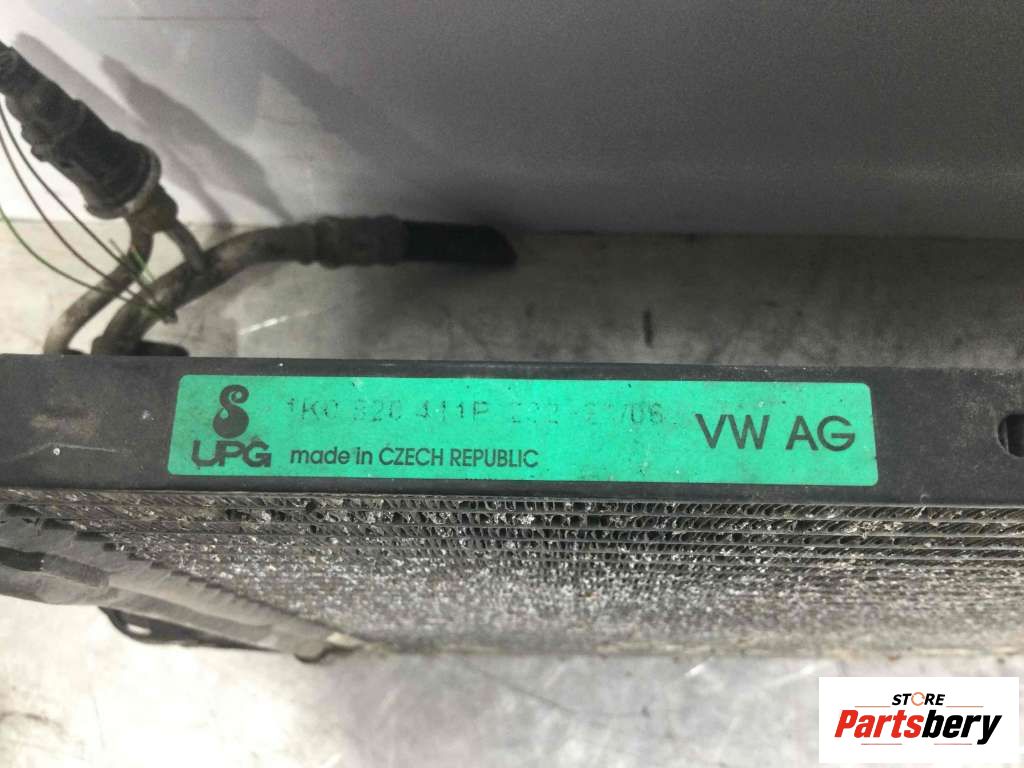 1K0 820 411P
UPG made in CZECH REPUBLIC VW AG
STORE
Partsbery